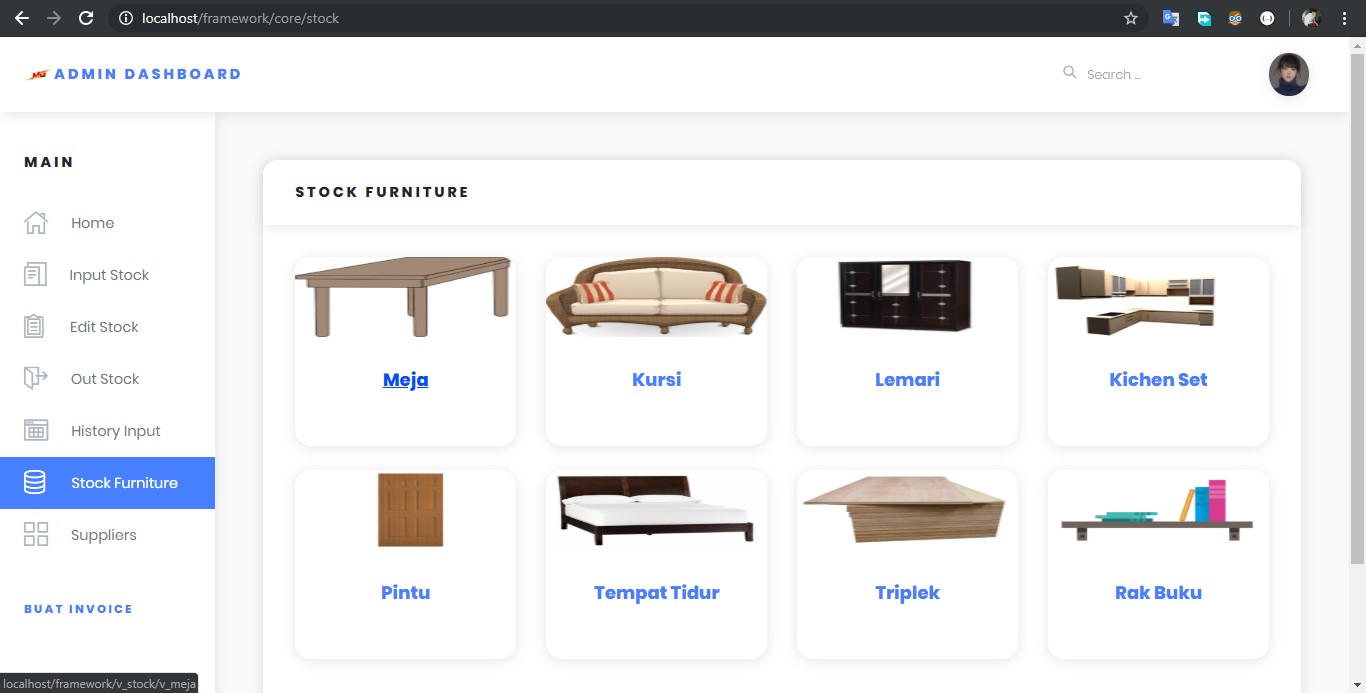 localhost/framework/core/stock
MG ADMIN DASHBOARD
Search ...
MAIN
Home
Input Stock
Edit Stock
Out Stock
History Input
Stock Furniture
Suppliers
BUAT INVOICE
STOCK FURNITURE
Meja
Kursi
Lemari
Kichen Set
Pintu
Tempat Tidur
Triplek
Rak Buku
localhost/framework/v_stock/v_meja